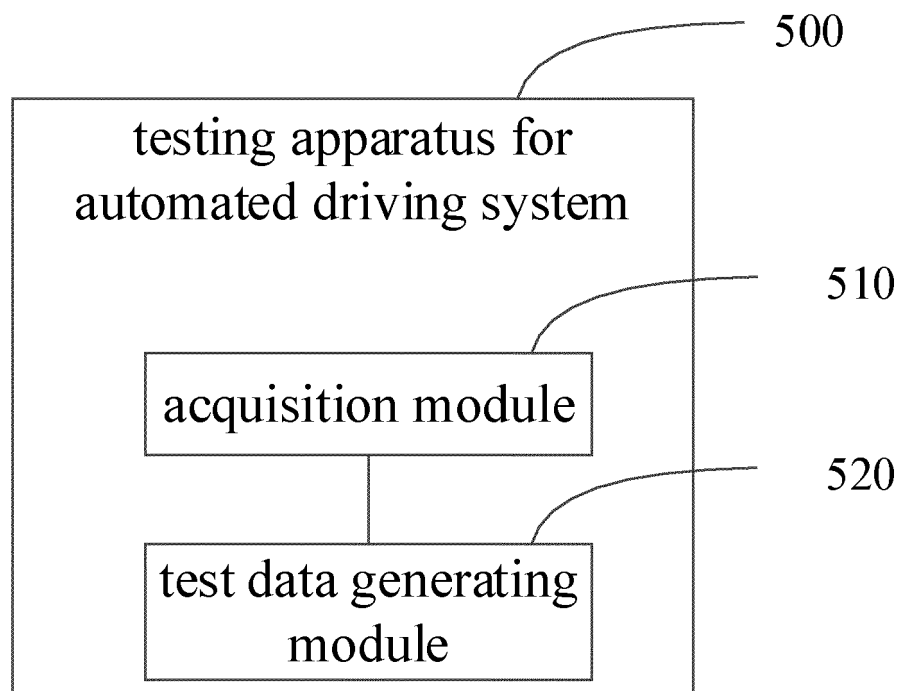 500
testing apparatus for
automated driving system
510
acquisition module
520
test data generating
module